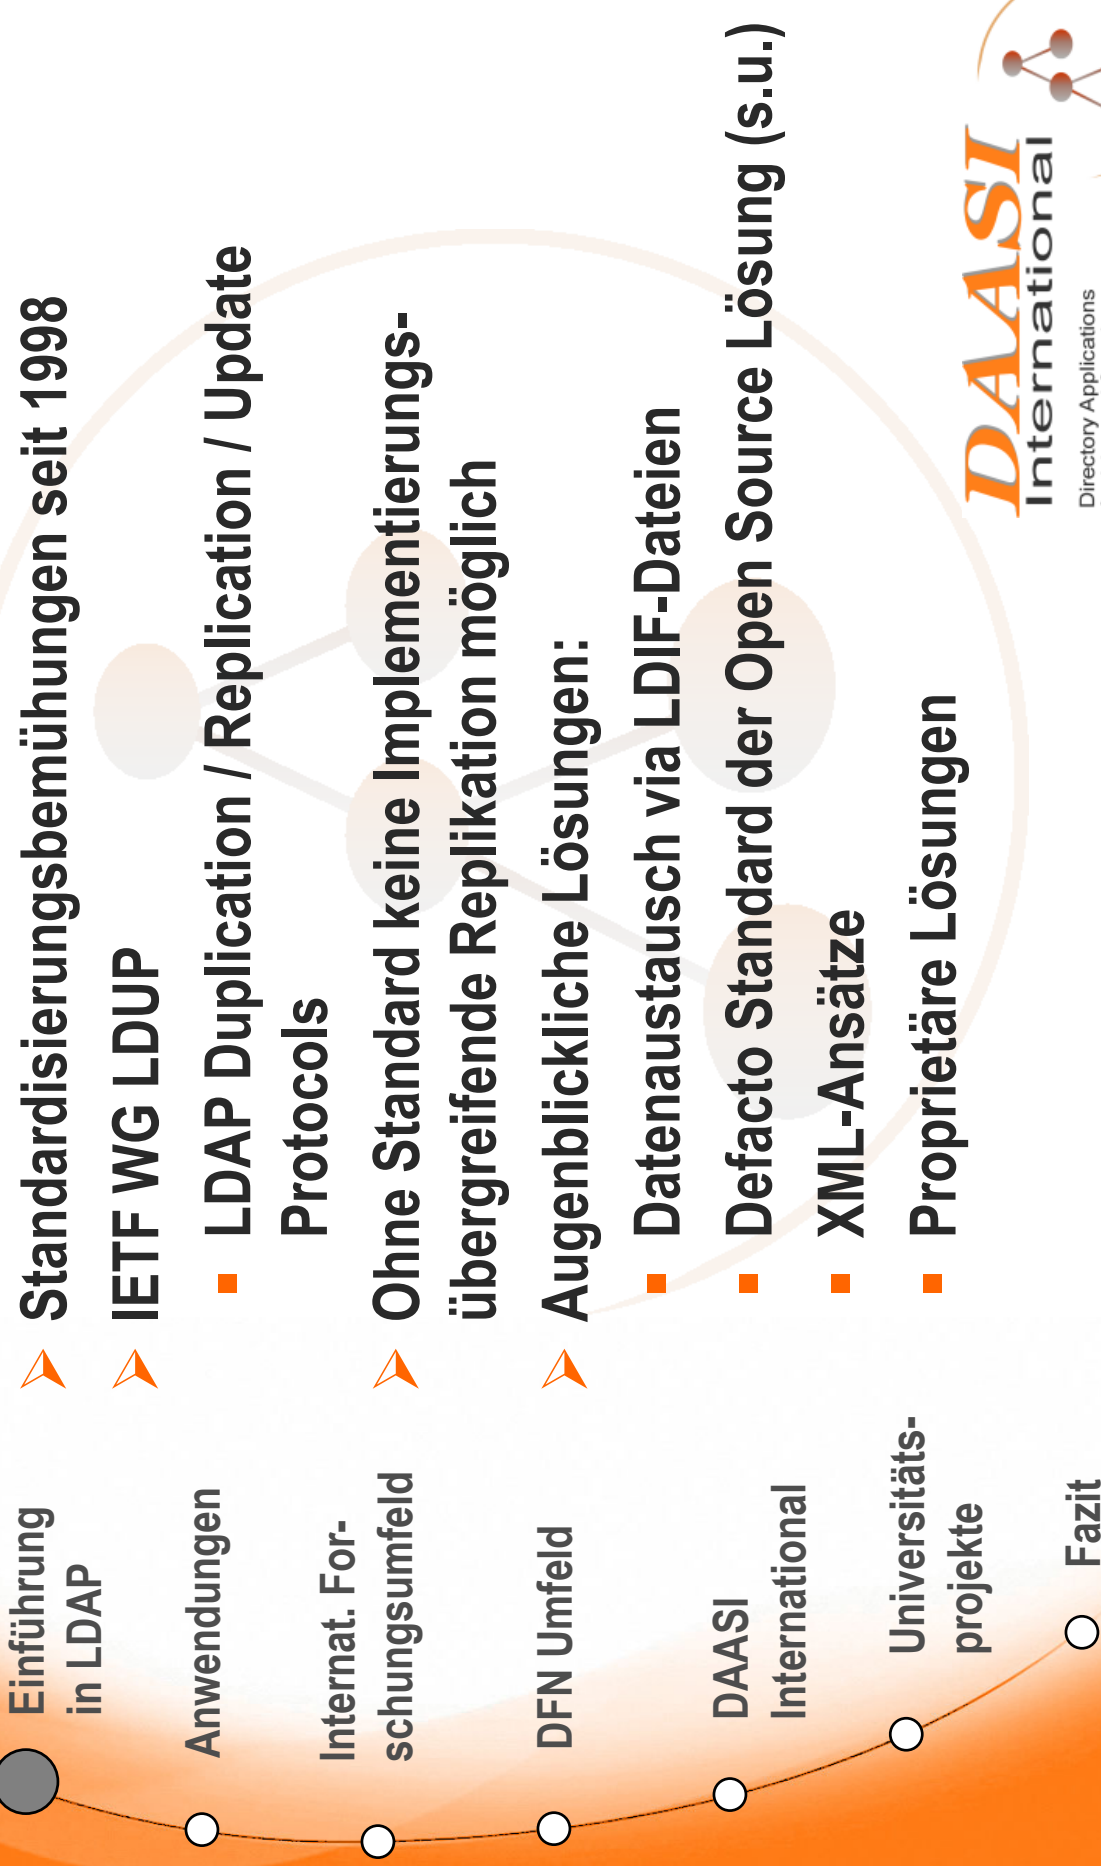 Einführung
in LDAP
Anwendungen
Internat. For-
schungsumfeld
DFN Umfeld
DAASI
International
Universitäts-
projekte
Fazit
Standardisierungsbemühungen seit 1998
IETF WG LDUP
LDAP Duplication / Replication / Update
Protocols
Ohne Standard keine Implementierungs-
übergreifende Replikation möglich
Augenblickliche Lösungen:
Datenaustausch via LDIF-Dateien
Defacto Standard der Open Source Lösung (s.u.)
XML-Ansätze
Proprietäre Lösungen
DAASI
International
Directory Applications